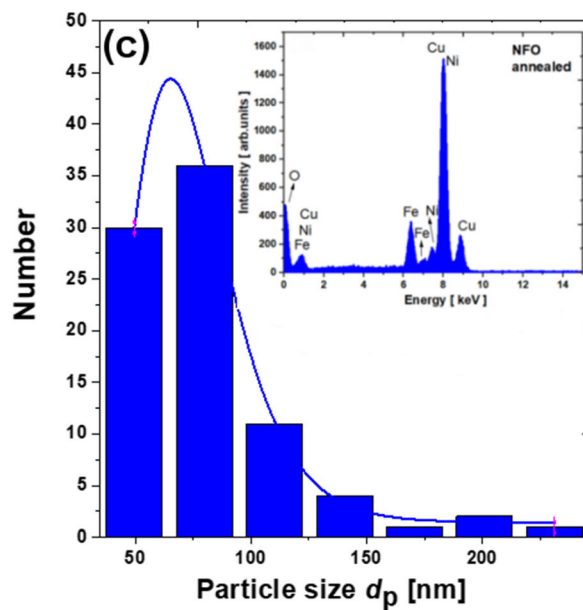 (c)
50
45
40
35
30
25
20
15
10
5
0
Number
50
100
150
200
Particle size dp [nm]
NFO
annealed
1600
1400
1200
1000
800
600
400
200
0
Intensity [ arb.units ]
Cu
Ni
O
Cu
Ni
Fe
Fe
Fe
Ni
Cu
0
2
4
6
8
10
12
14
Energy [ keV ]